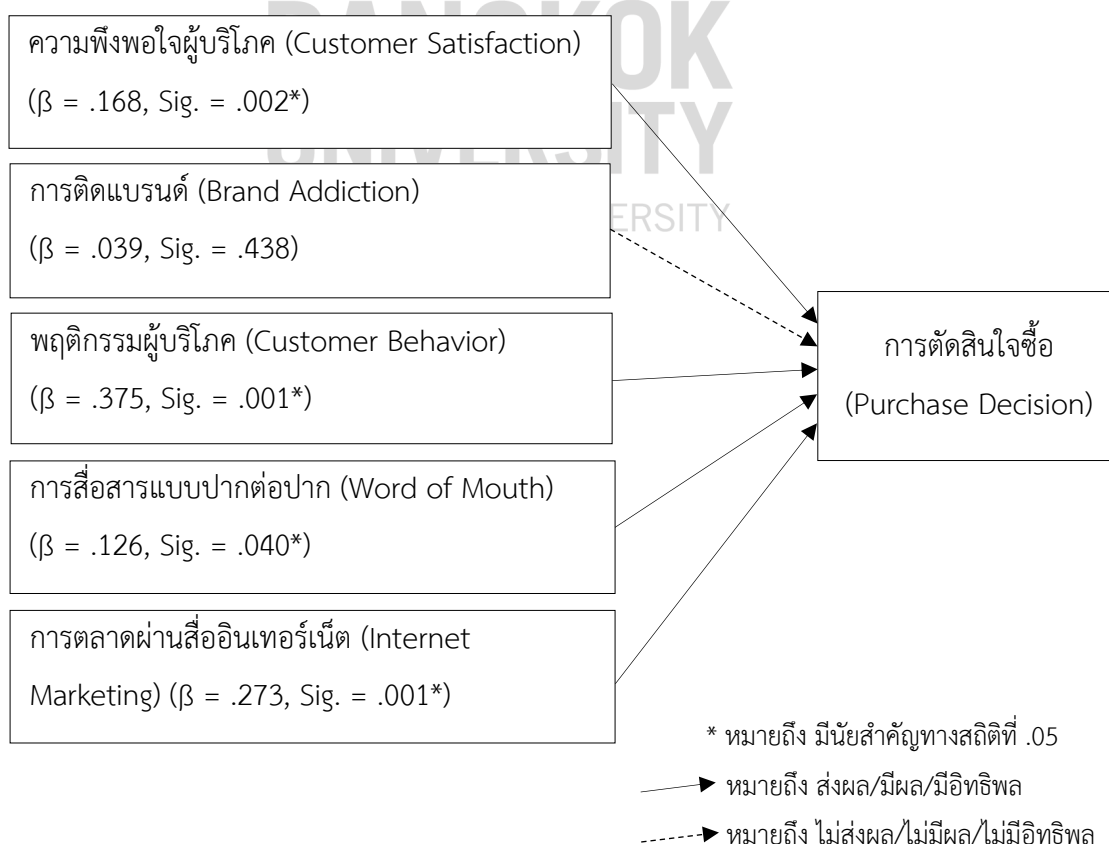 BANGKOK
UNIVERSITY
ความพึงพอใจผู้บริโภค (Customer Satisfaction)
(β = .168, Sig. = .002*)
การติดแบรนด์ (Brand Addiction)
(β = .039, Sig. = .438)
พฤติกรรมผู้บริโภค (Customer Behavior)
(β = .375, Sig. = .001*)
การสื่อสารแบบปากต่อปาก (Word of Mouth)
(β = .126, Sig. = .040*)
การตลาดผ่านสื่ออินเทอร์เน็ต (Internet
Marketing) (β = .273, Sig. = .001*)
การตัดสินใจซื้อ
(Purchase Decision)
* หมายถึง มีนัยสำคัญทางสถิติที่ .05
หมายถึง ส่งผล/มีผล/มีอิทธิพล
หมายถึง ไม่ส่งผล/ไม่มีผล/ไม่มีอิทธิพล